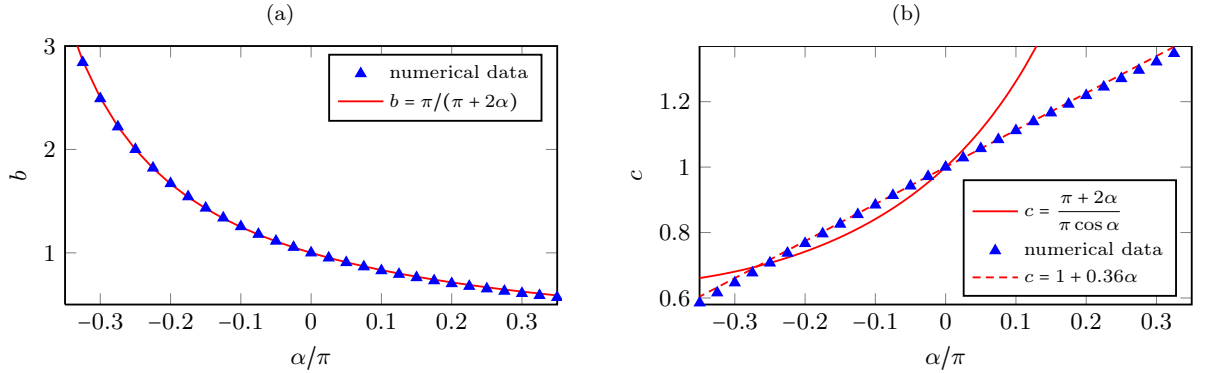 (a)
3
2
1
b
−0.3 −0.2 −0.1 0 0.1 0.2 0.3
α/π
numerical data
b = π/(π + 2α)
(b)
1.2
1
0.8
0.6
c
−0.3 −0.2 −0.1 0 0.1 0.2 0.3
α/π
c = (π + 2α)/(π cos α)
numerical data
c = 1 + 0.36α